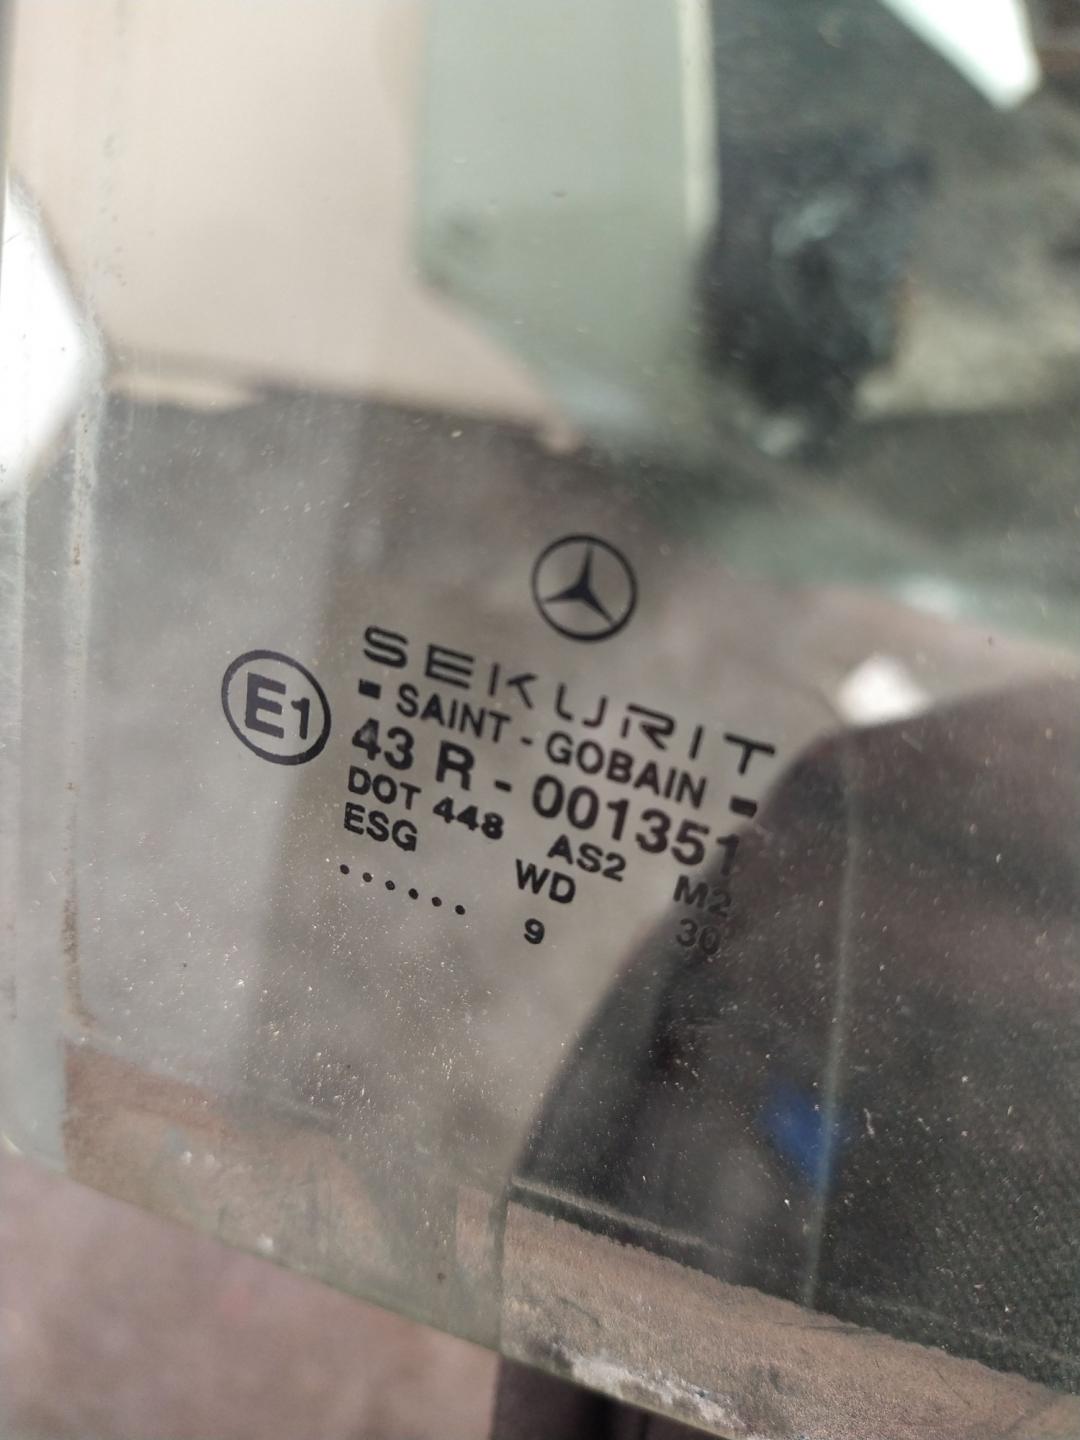 SEKURIT
E1
- SAINT - GOBAIN -
43 R - 001351
DOT 448 AS2 M2
ESG WD 30
...... 9